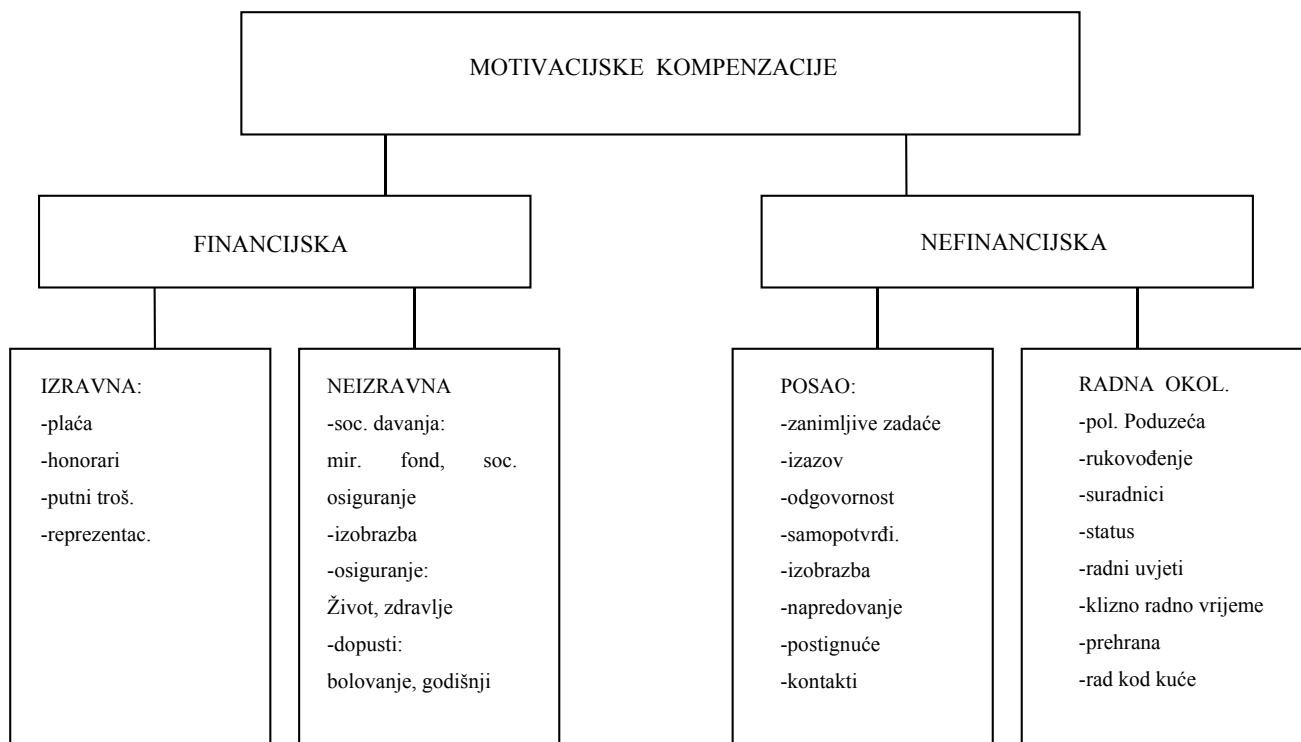 MOTIVACIJSKE KOMPENZACIJE
FINANCIJSKA
NEFINANCIJSKA
IZRAVNA:
-plaća
-honorari
-putni troš.
-reprezentac.
NEIZRAVNA
-soc. davanja:
mir. fond, soc.
osiguranje
-izobrazba
-osiguranje:
Život, zdravlje
-dopusti:
bolovanje, godišnji
POSAO:
-zanimljive zadaće
-izazov
-odgovornost
-samopotvrđi.
-izobrazba
-napredovanje
-postignuće
-kontakti
RADNA OKOL.
-pol. Poduzeća
-rukovođenje
-suradnici
-status
-radni uvjeti
-klizno radno vrijeme
-prehrana
-rad kod kuće